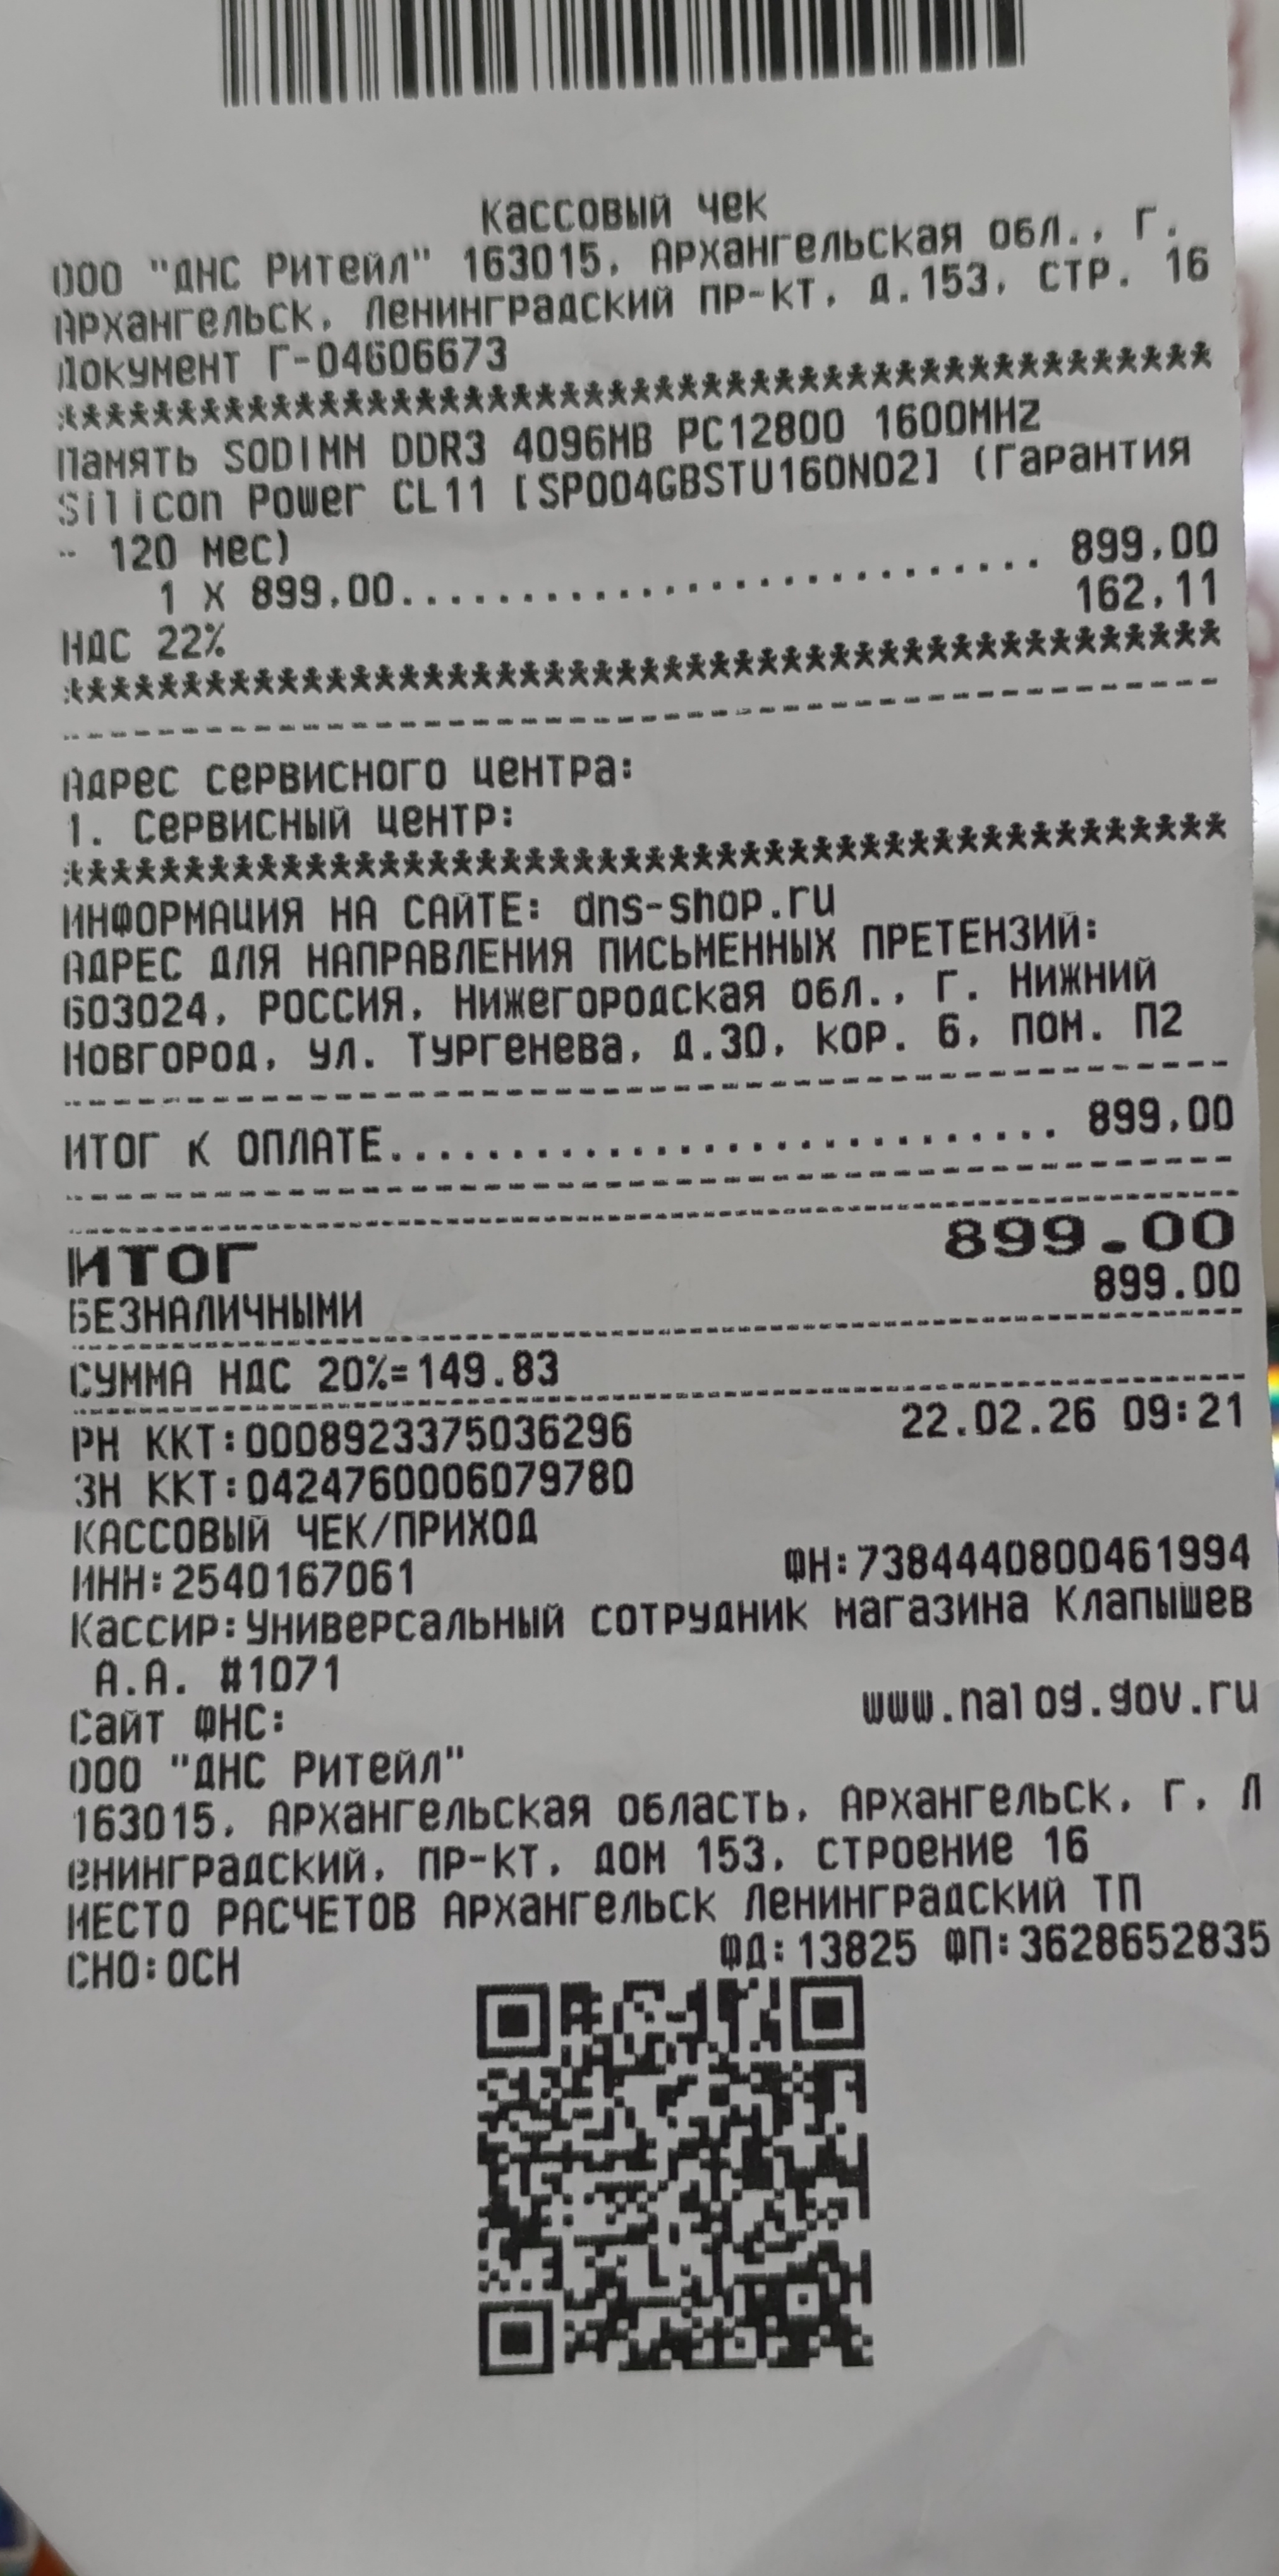 Кассовый чек
ООО "ДНС Ритейл" 163015, Архангельская обл., г.
Архангельск, Ленинградский пр-кт, д.153, стр. 16
Документ Г-04606673
************************************************
Память SODIMM DDR3 4096MB PC12800 1600MHz
Silicon Power CL11 [SP004GBSTU160N02] (Гарантия
- 120 мес)
1 X 899,00.......................... 899,00
НДС 22% 162,11
************************************************
Адрес сервисного центра:
1. Сервисный центр:
************************************************
ИНФОРМАЦИЯ НА САЙТЕ: dns-shop.ru
АДРЕС ДЛЯ НАПРАВЛЕНИЯ ПИСЬМЕННЫХ ПРЕТЕНЗИЙ:
603024, РОССИЯ, Нижегородская обл., г. Нижний
Новгород, ул. Тургенева, д.30, кор. 6, пом. П2
ИТОГ К ОПЛАТЕ........................ 899,00
ИТОГ 899.00
БЕЗНАЛИЧНЫМИ 899.00
СУММА НДС 20%=149.83
РН ККТ:0008923375036296 22.02.26 09:21
ЗН ККТ:0424760006079780
КАССОВЫЙ ЧЕК/ПРИХОД
ИНН:2540167061 ФН:7384440800461994
Кассир:Универсальный сотрудник магазина Клапышев
А.А. #1071
Сайт ФНС: www.nalog.gov.ru
ООО "ДНС Ритейл"
163015, Архангельская область, Архангельск, г, Л
енинградский, пр-кт, дом 153, строение 16
МЕСТО РАСЧЕТОВ Архангельск Ленинградский ТП
СНО:ОСН ФД:13825 ФП:3628652835